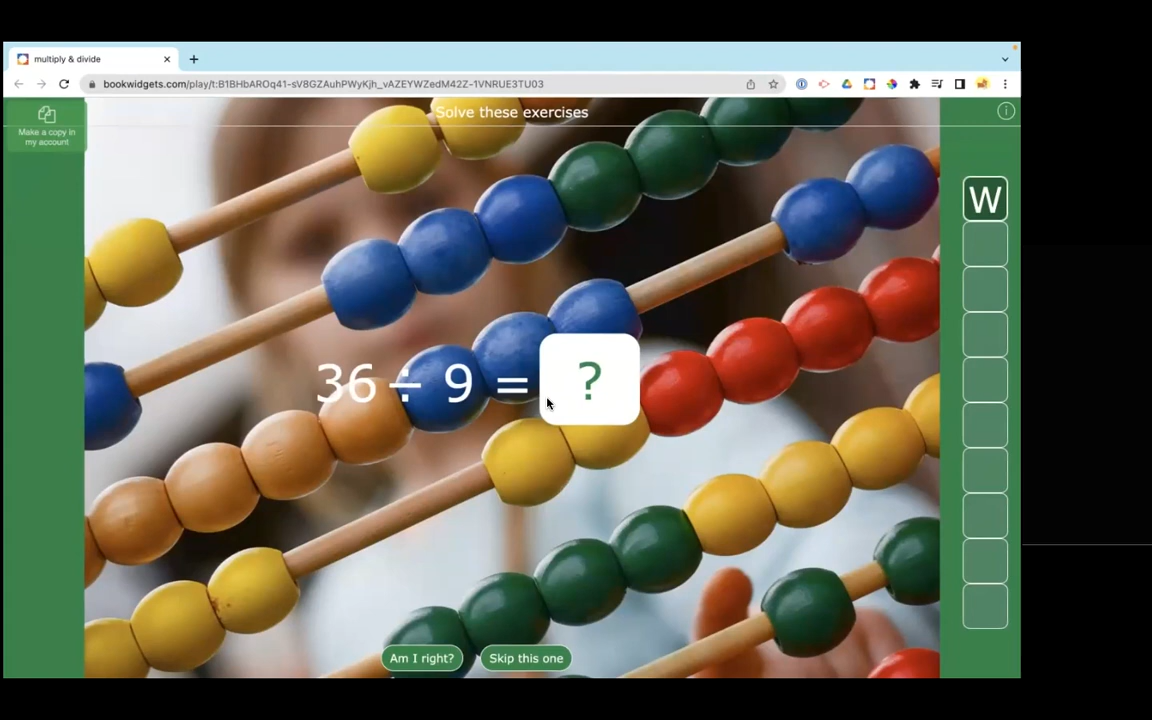 multiply & divide
bookwidgets.com/play/t:B1BHbAROq41-sV8GZAuhPWyKjh_vAZEYWZedM42Z-1VNRUE3TU03
Make a copy in
my account
Solve these exercises
W
36 ÷ 9 = ?
Am I right?
Skip this one